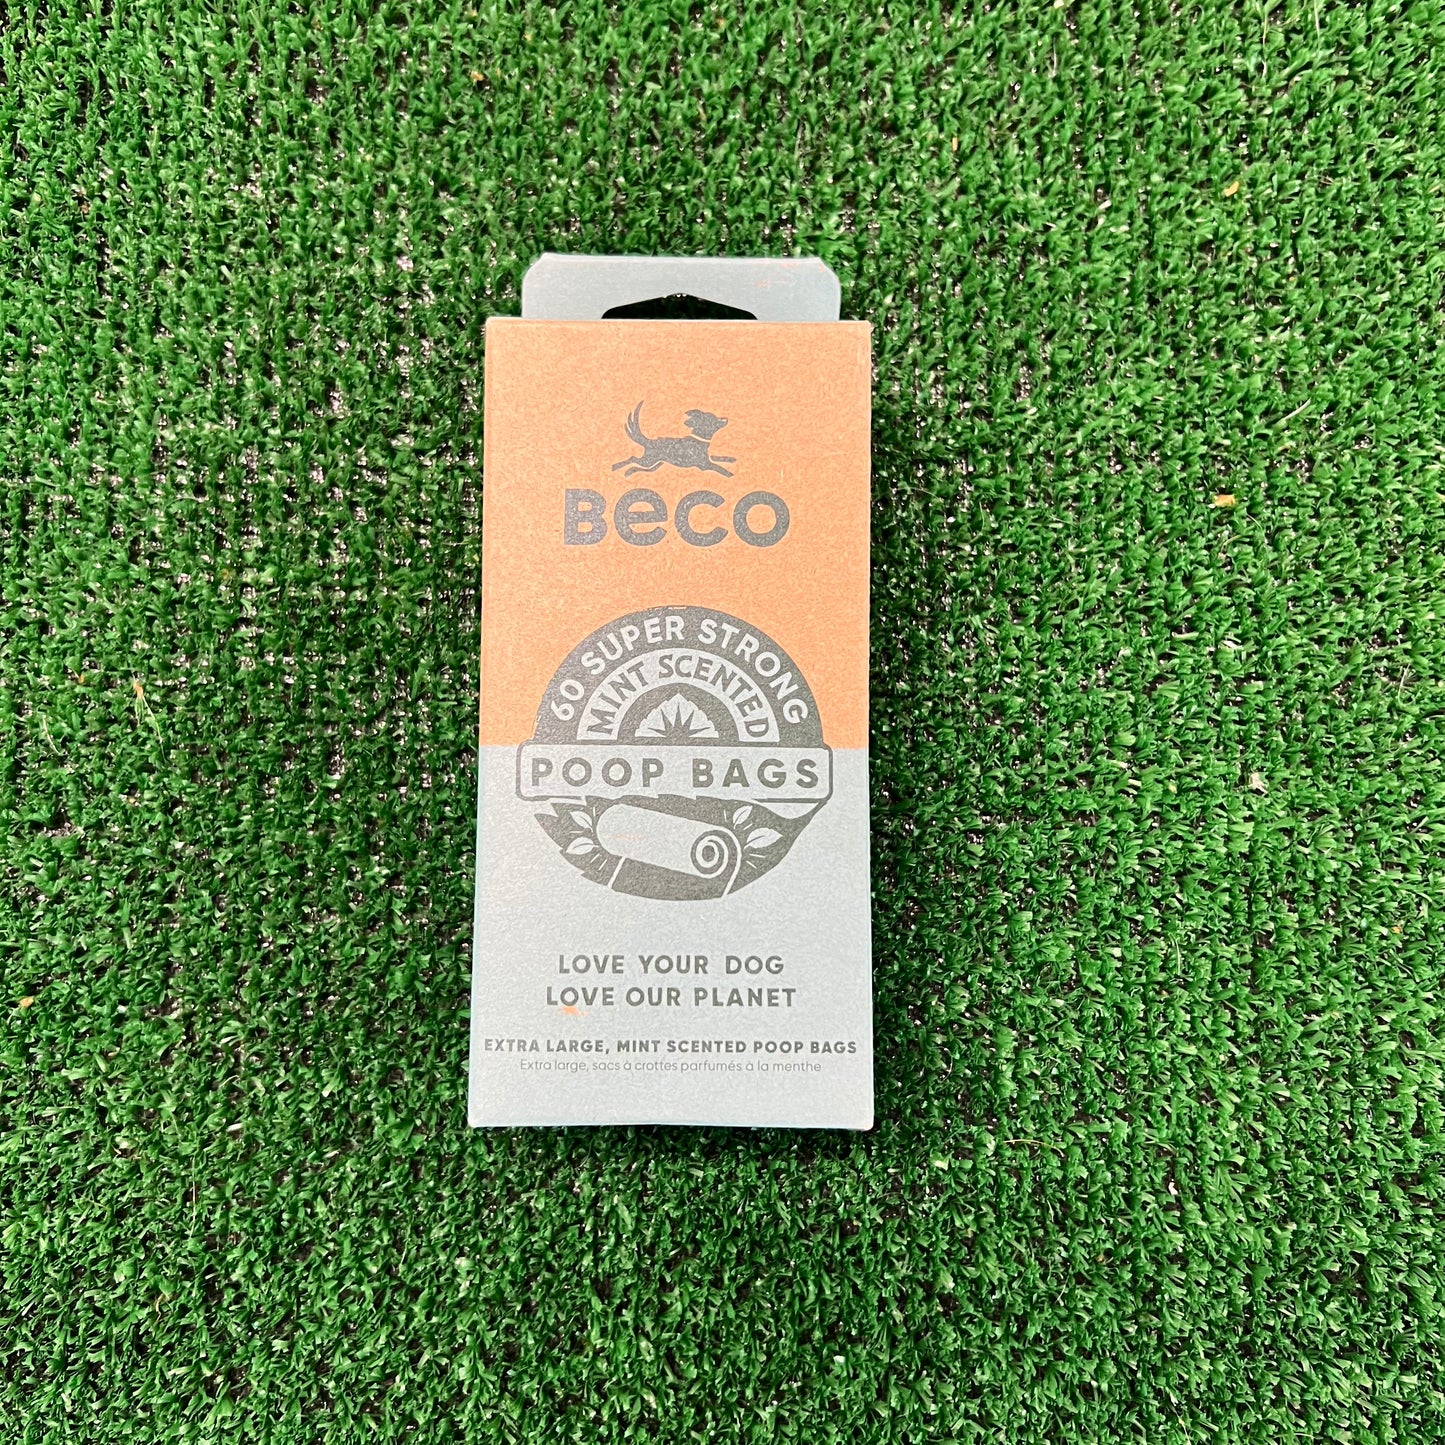 Beco
60 SUPER STRONG
MINT SCENTED
POOP BAGS
LOVE YOUR DOG
LOVE OUR PLANET
EXTRA LARGE, MINT SCENTED POOP BAGS
Extra large, sacs à crottes parfumés à la menthe